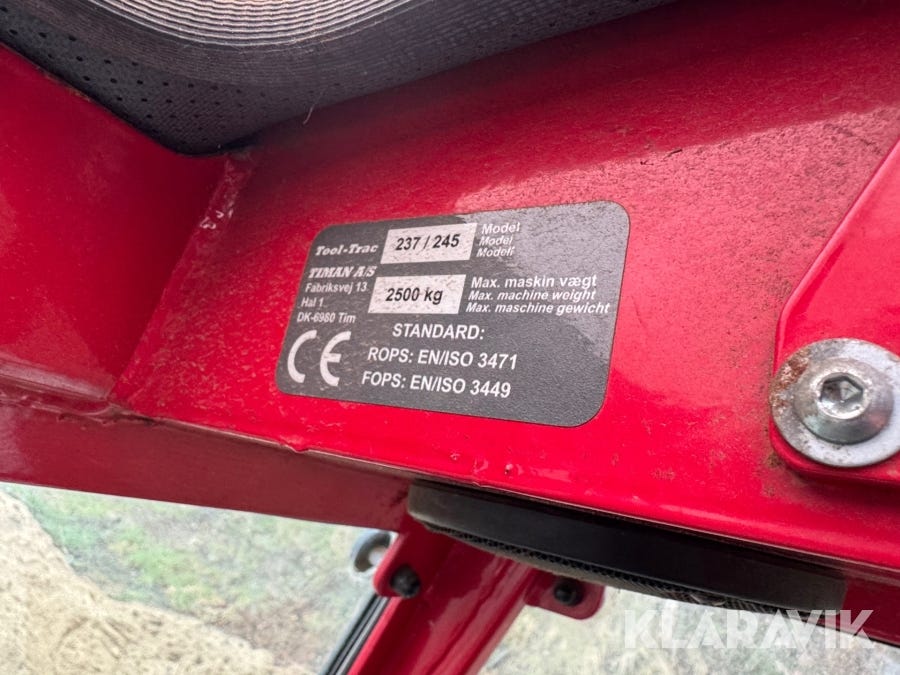 Tool-Trac
237 / 245
Model
Model
Modell
TIMAN A/S
Fabriksvej 13
Hal 1
DK-6980 Tim
2500 kg
Max. maskin vægt
Max. machine weight
Max. maschine gewicht
STANDARD:
ROPS: EN/ISO 3471
FOPS: EN/ISO 3449
CE
KLARAVIK